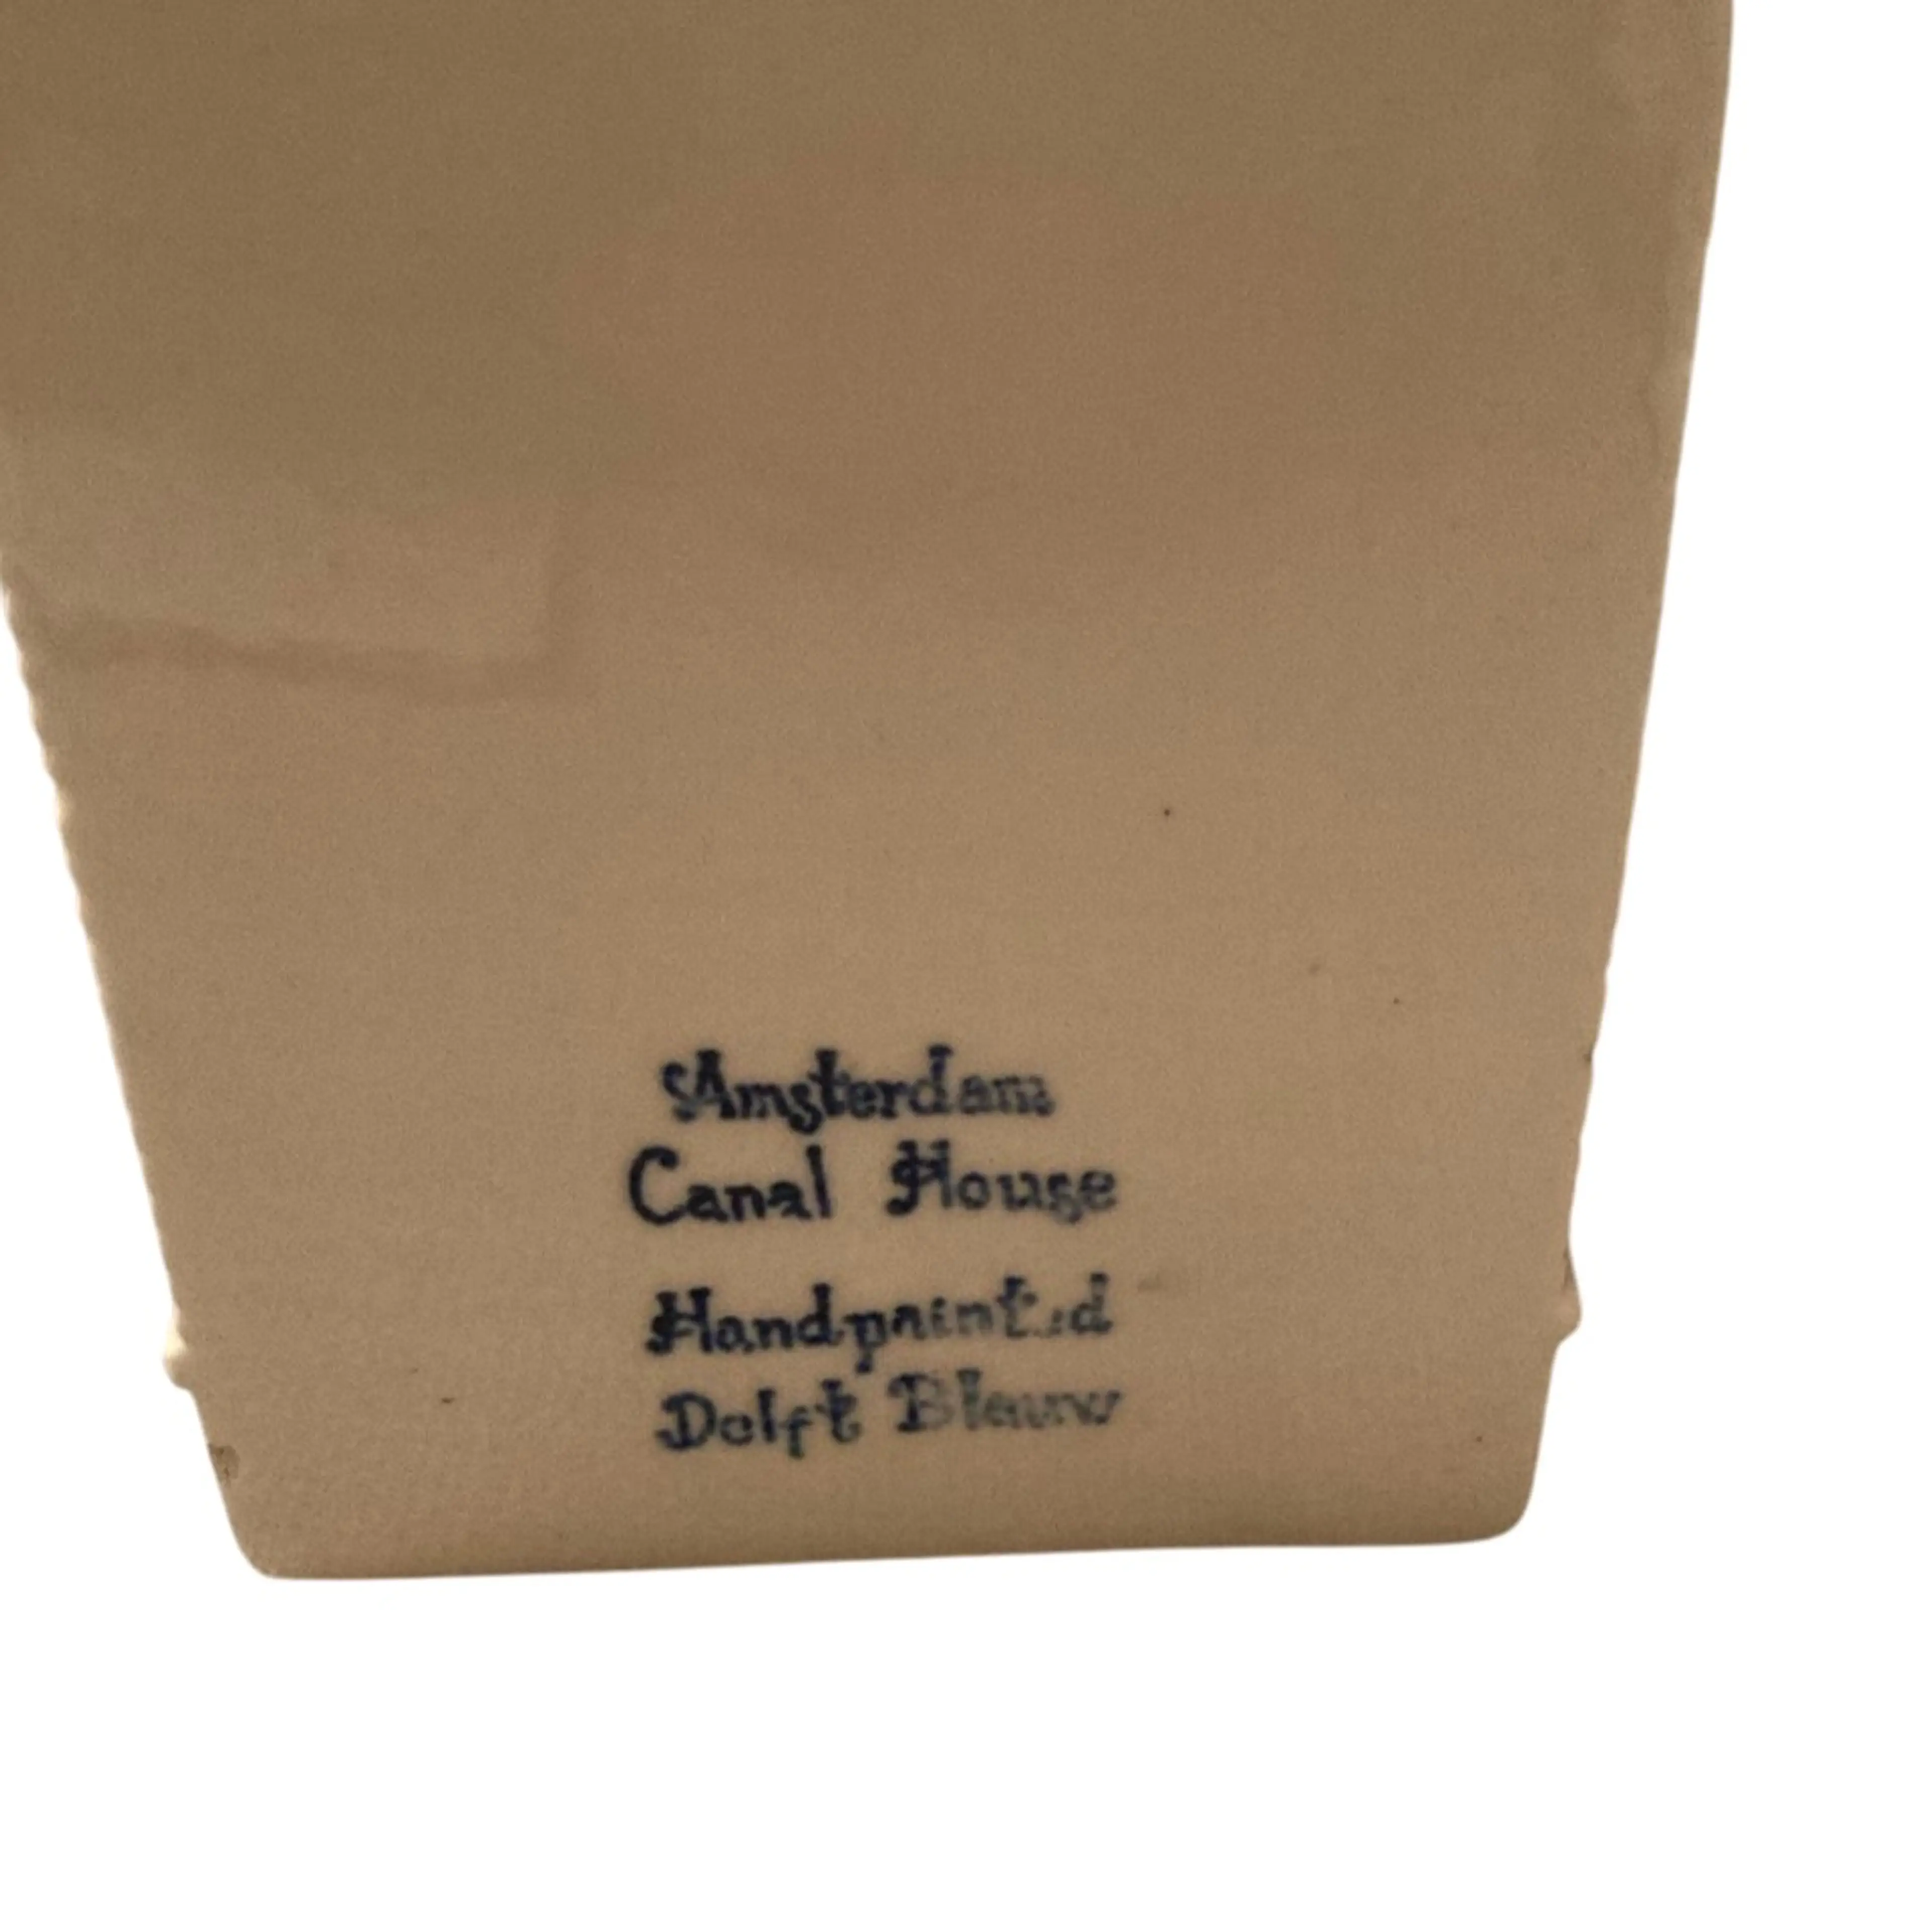 Amsterdam
Canal House
Handpainted
Delft Blauw